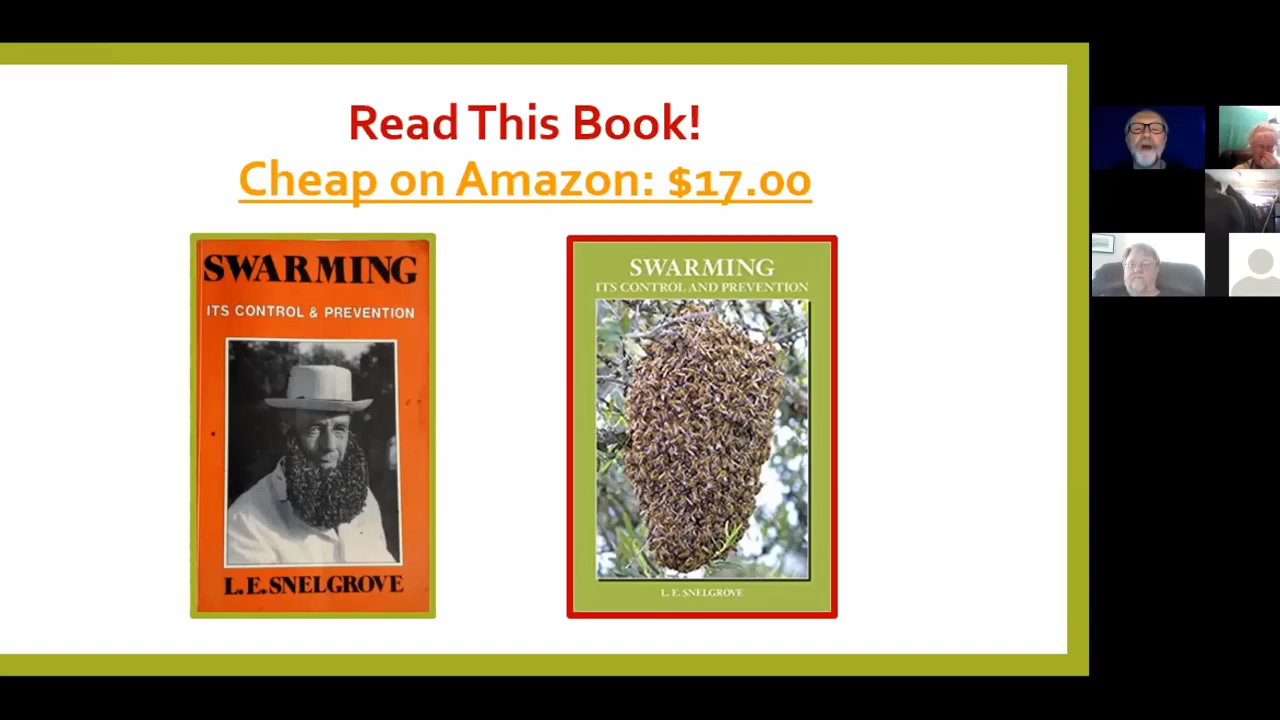 Read This Book!
Cheap on Amazon: $17.00
SWARMING
ITS CONTROL & PREVENTION
L.E.SNELGROVE
SWARMING
ITS CONTROL AND PREVENTION
L. E. SNELGROVE